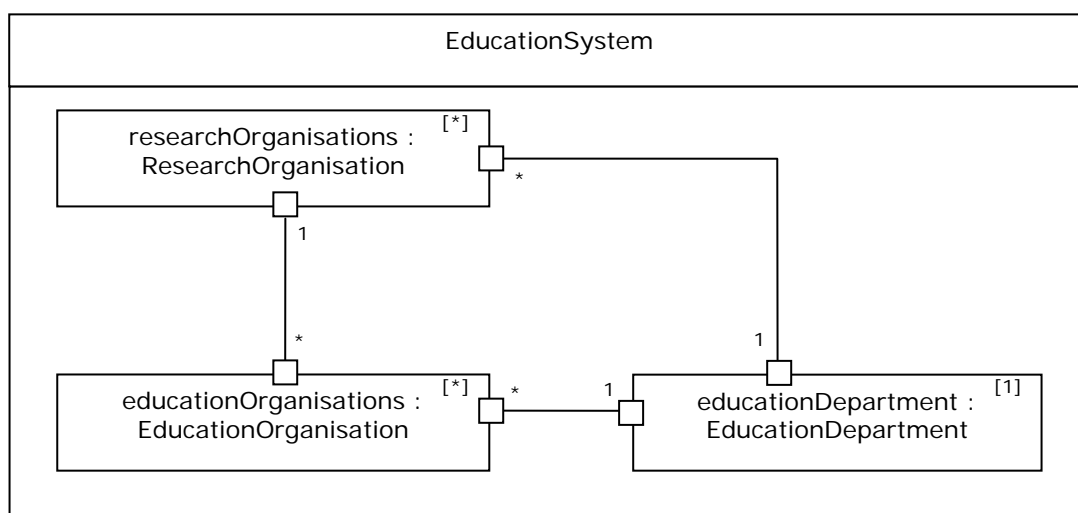 EducationSystem
[*]
researchOrganisations :
ResearchOrganisation
*
1
*
1
[*]
educationOrganisations :
EducationOrganisation
*
1
[1]
educationDepartment :
EducationDepartment